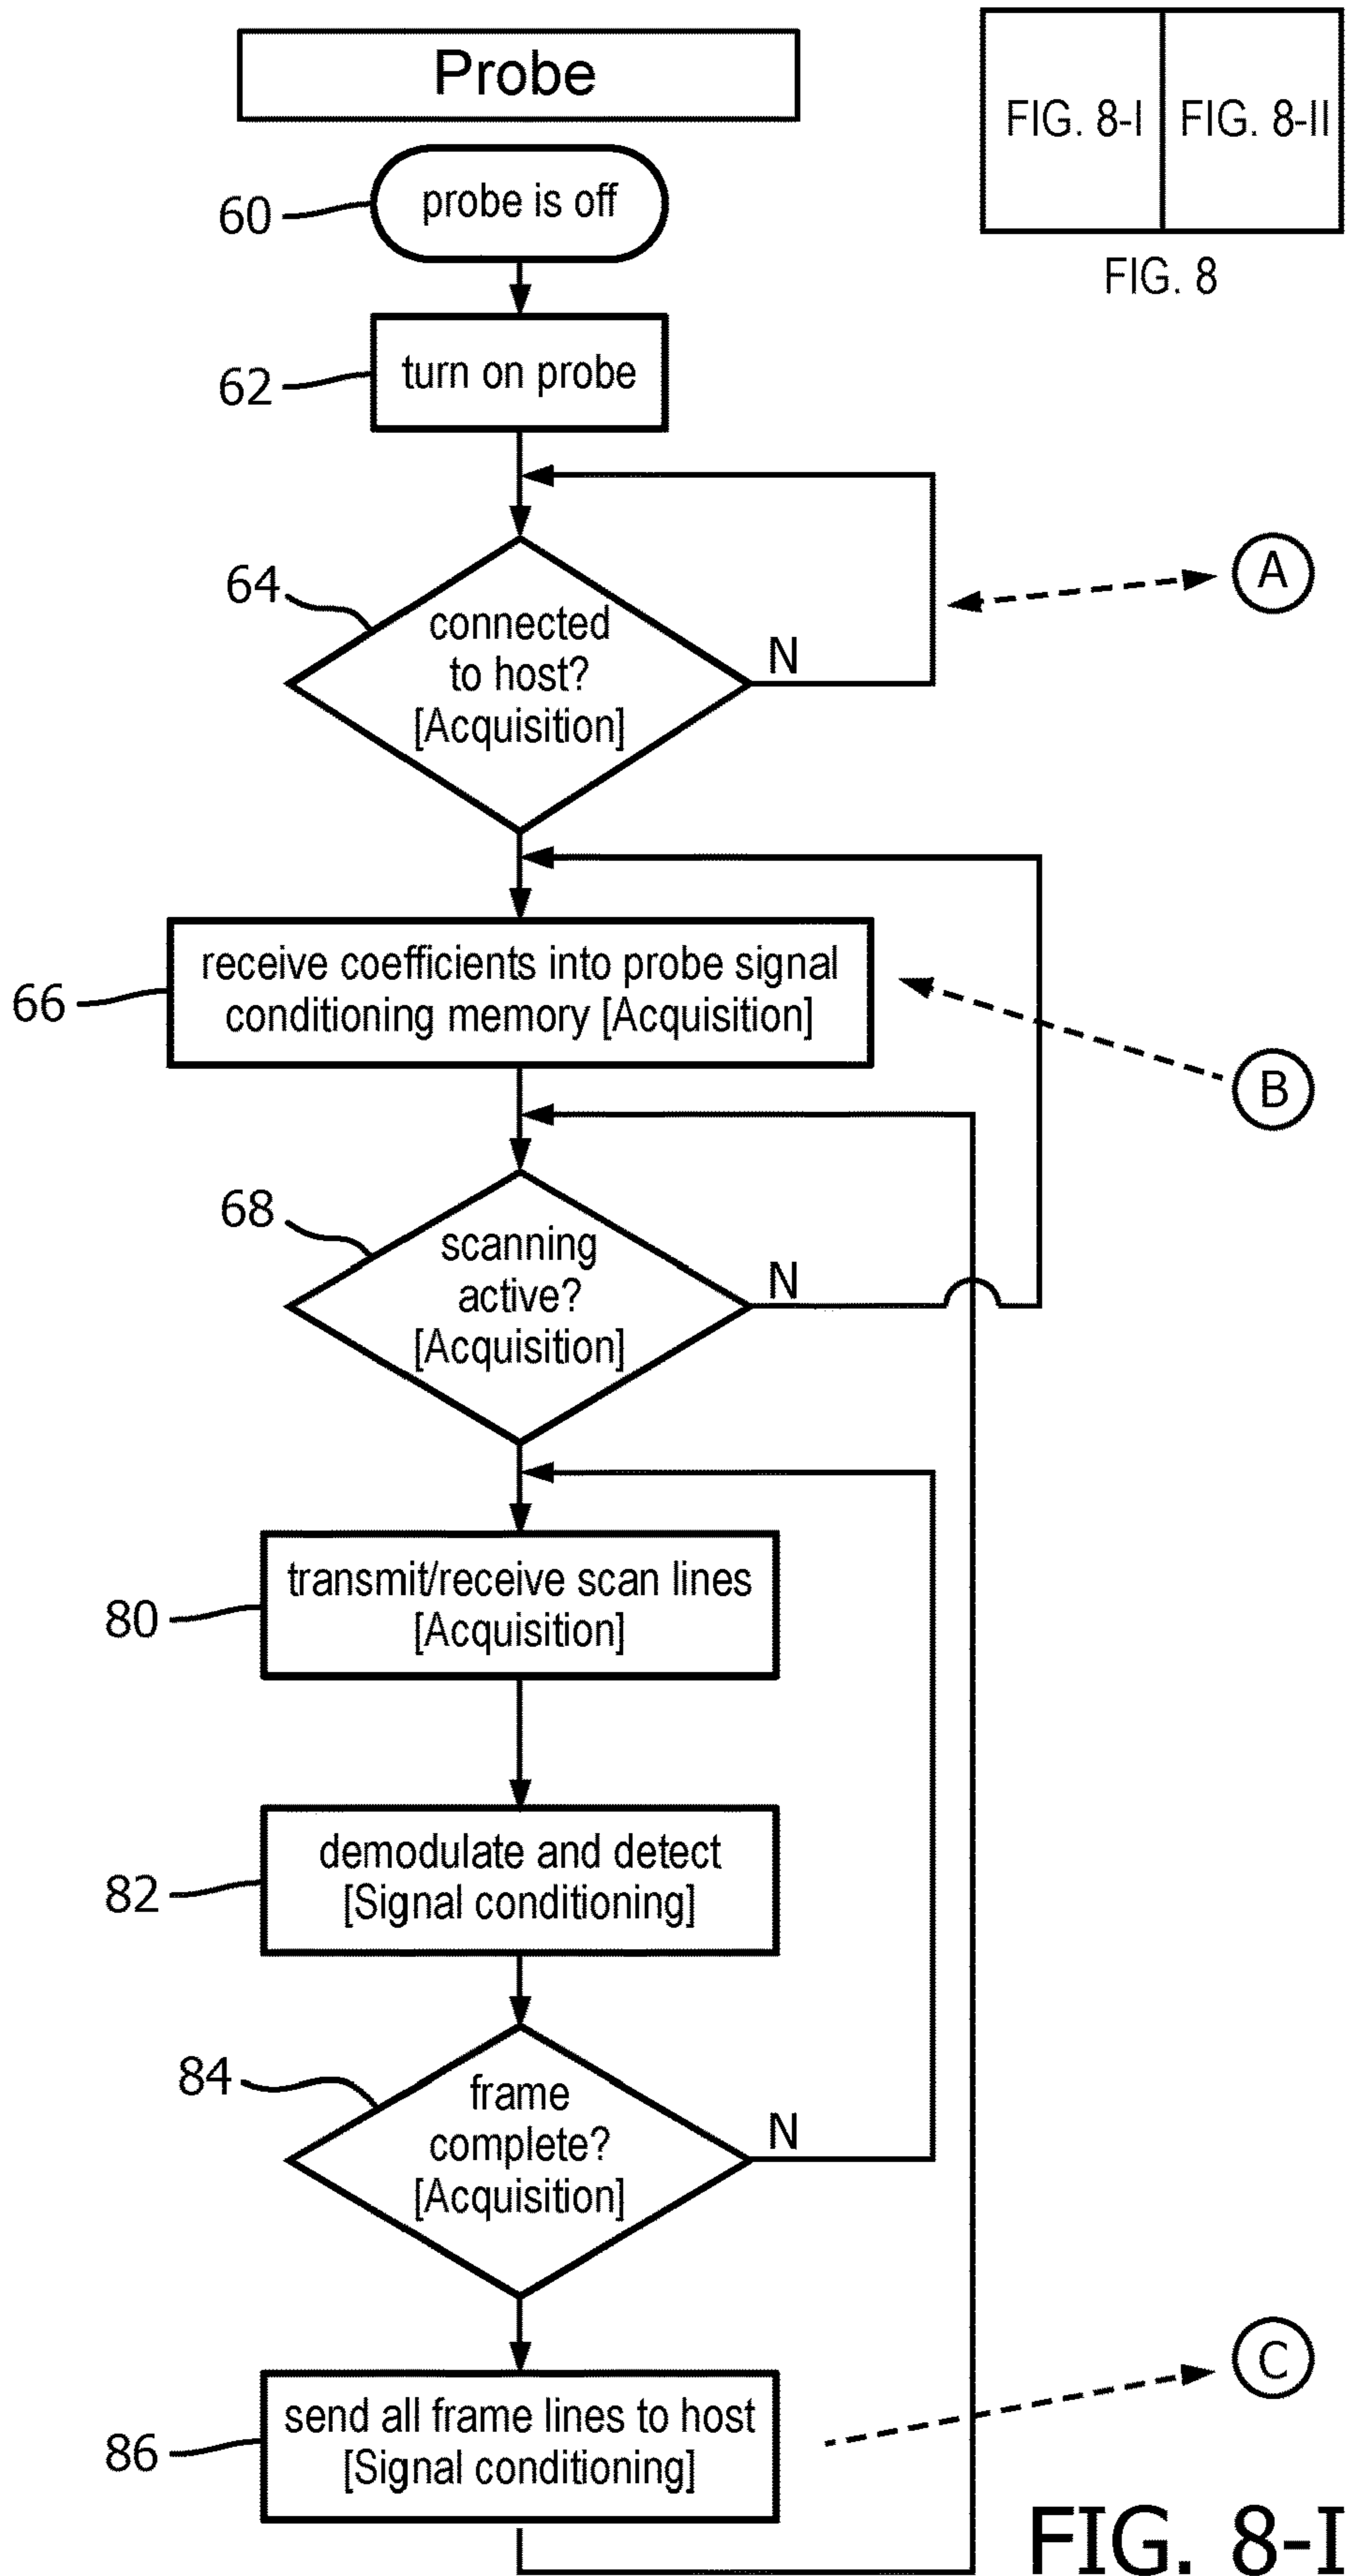 Probe
FIG. 8-I
FIG. 8-II
FIG. 8
60
probe is off
62
turn on probe
64
connected
to host?
[Acquisition]
N
A
66
receive coefficients into probe signal
conditioning memory [Acquisition]
B
68
scanning
active?
[Acquisition]
N
80
transmit/receive scan lines
[Acquisition]
82
demodulate and detect
[Signal conditioning]
84
frame
complete?
[Acquisition]
N
86
send all frame lines to host
[Signal conditioning]
C
FIG. 8-I